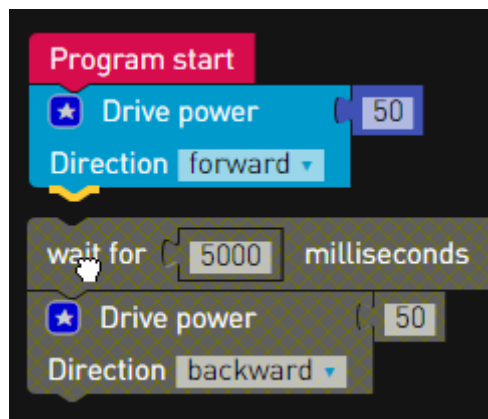 Program start
Drive power 50
Direction forward
wait for 5000 milliseconds
Drive power 50
Direction backward